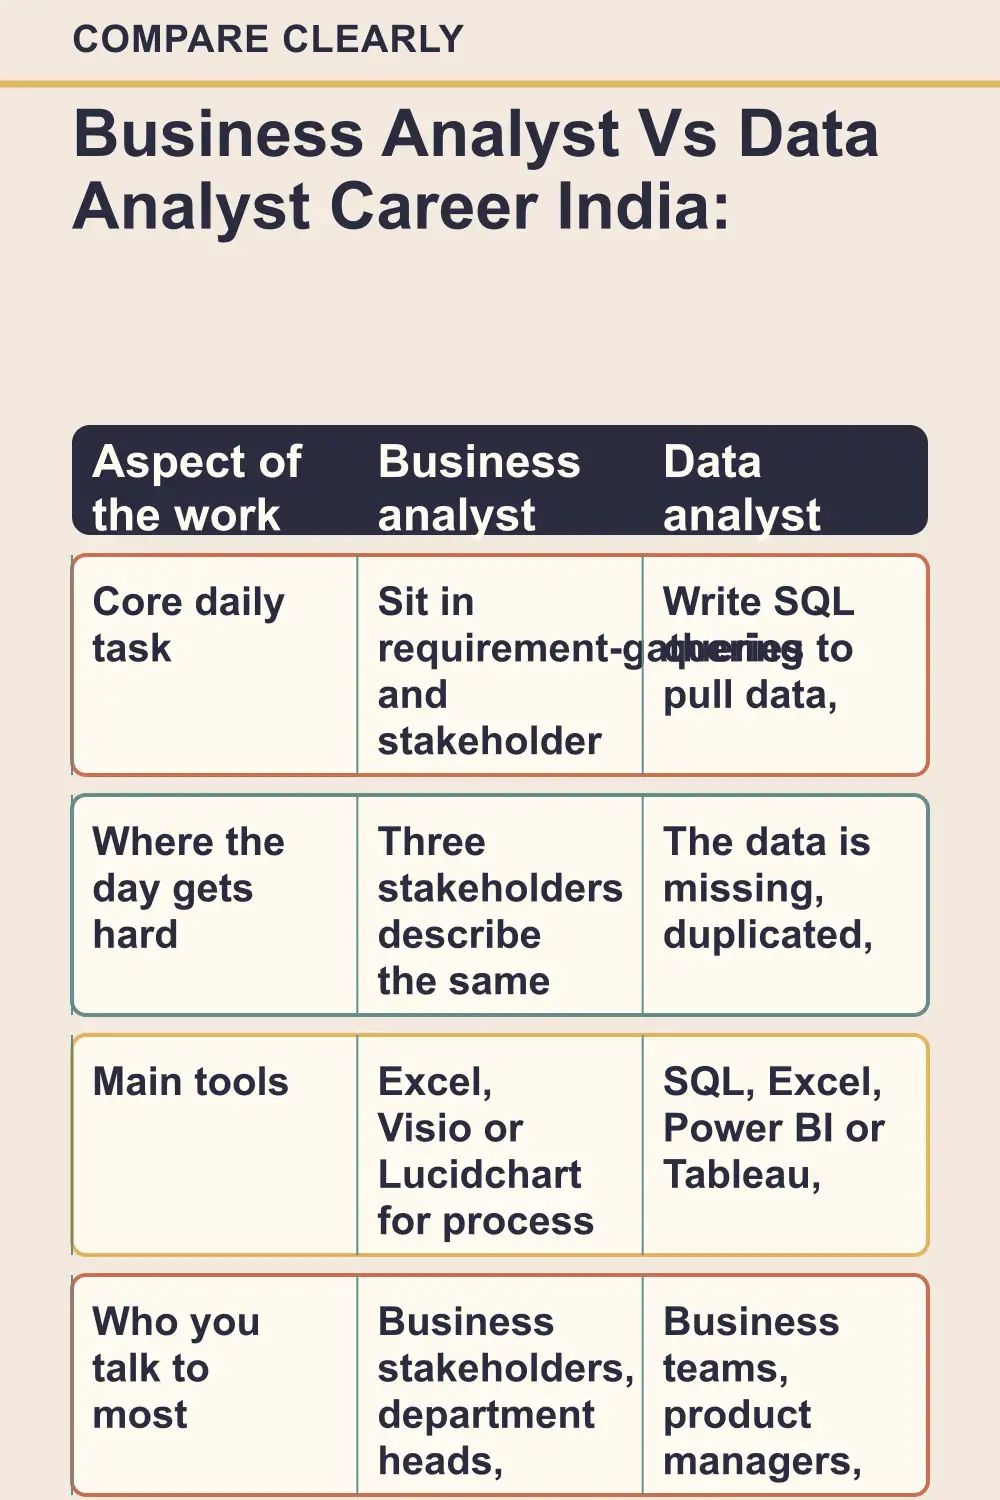 COMPARE CLEARLY
Business Analyst Vs Data
Analyst Career India:
Aspect of
the work
Business
analyst
Data
analyst
Core daily
task
Sit in
requirement-gathering
and
stakeholder
Write SQL
queries to
pull data,
Where the
day gets
hard
Three
stakeholders
describe
the same
The data is
missing,
duplicated,
Main tools
Excel,
Visio or
Lucidchart
for process
SQL, Excel,
Power BI or
Tableau,
Who you
talk to
most
Business
stakeholders,
department
heads,
Business
teams,
product
managers,